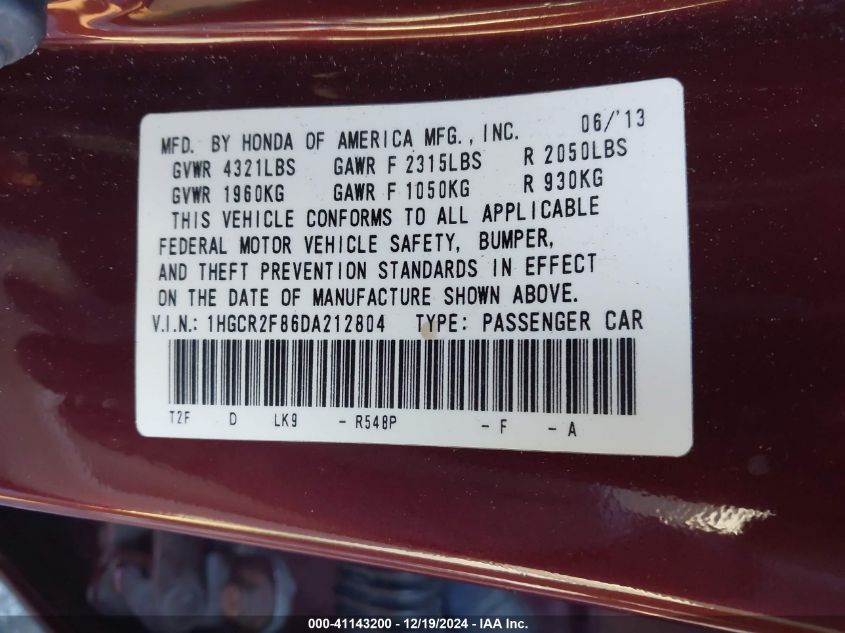 MFD. BY HONDA OF AMERICA MFG., INC. 06/'13
GVWR 4321LBS GAWR F 2315LBS R 2050LBS
GVWR 1960KG GAWR F 1050KG R 930KG
THIS VEHICLE CONFORMS TO ALL APPLICABLE
FEDERAL MOTOR VEHICLE SAFETY, BUMPER,
AND THEFT PREVENTION STANDARDS IN EFFECT
ON THE DATE OF MANUFACTURE SHOWN ABOVE.
V.I.N.: 1HGCR2F86DA212804 TYPE: PASSENGER CAR
T2F D LK9 - R548P - F - A
000-41143200 - 12/19/2024 - IAA Inc.